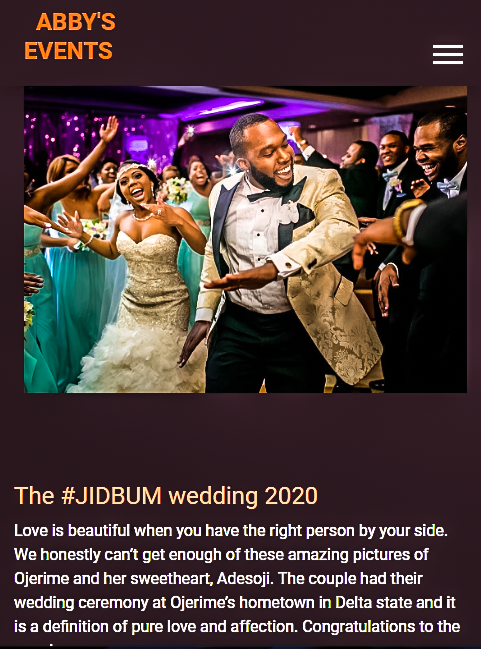 ABBY'S
EVENTS
The #JIDBUM wedding 2020
Love is beautiful when you have the right person by your side.
We honestly can’t get enough of these amazing pictures of
Ojerime and her sweetheart, Adesoji. The couple had their
wedding ceremony at Ojerime’s hometown in Delta state and it
is a definition of pure love and affection. Congratulations to the